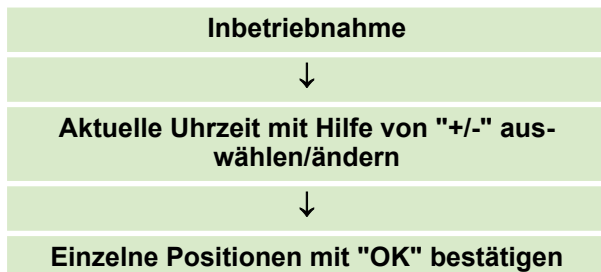 Inbetriebnahme
↓
Aktuelle Uhrzeit mit Hilfe von "+/-" aus-
wählen/ändern
↓
Einzelne Positionen mit "OK" bestätigen